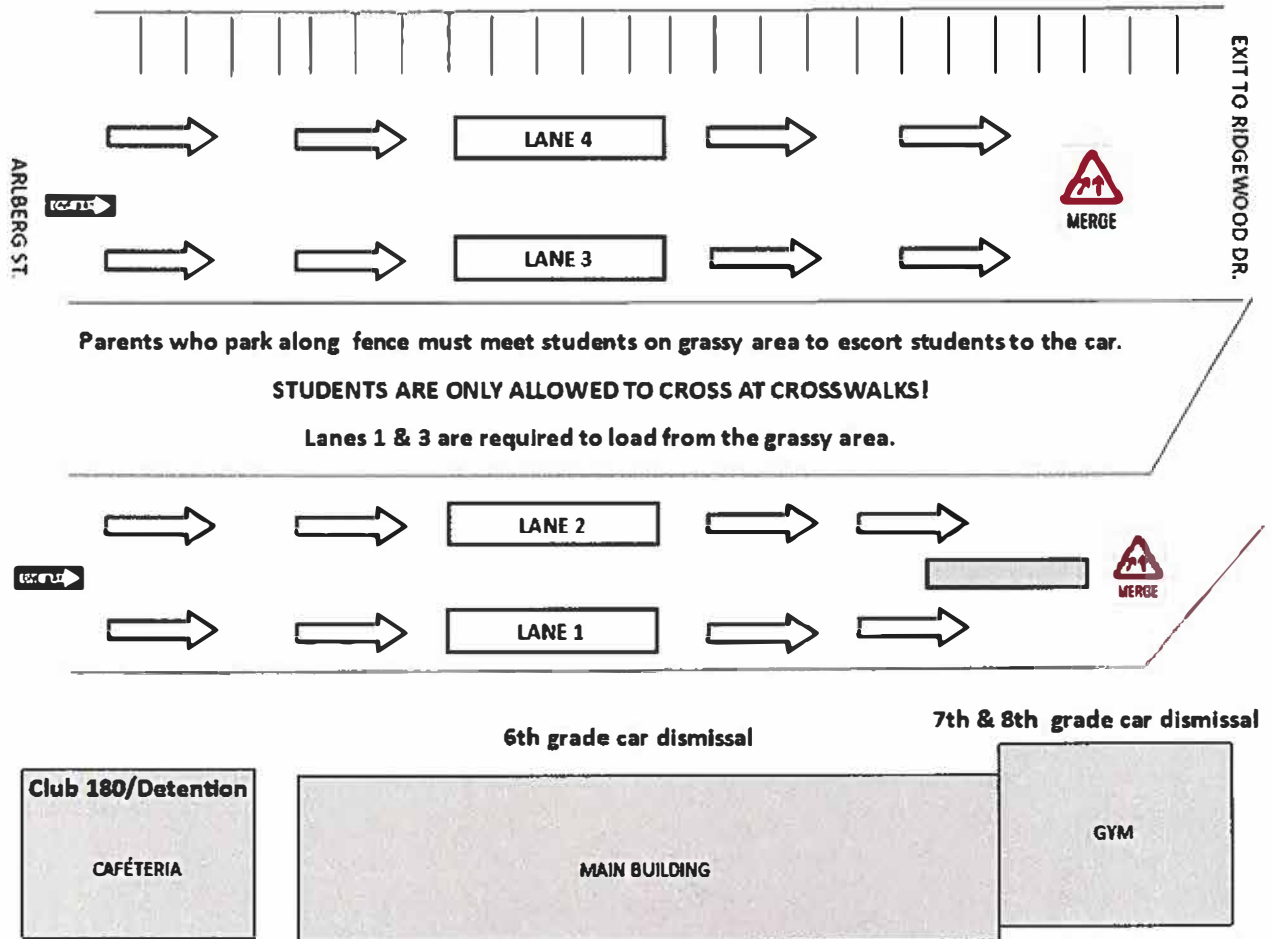 EXIT TO RIDGEWOOD DR.
ARLBERG ST.
LANE 4
MERGE
LANE 3
Parents who park along fence must meet students on grassy area to escort students to the car.
STUDENTS ARE ONLY ALLOWED TO CROSS AT CROSSWALKS!
Lanes 1 & 3 are required to load from the grassy area.
LANE 2
MERGE
LANE 1
6th grade car dismissal
7th & 8th grade car dismissal
Club 180/Detention
CAFÉTERIA
MAIN BUILDING
GYM